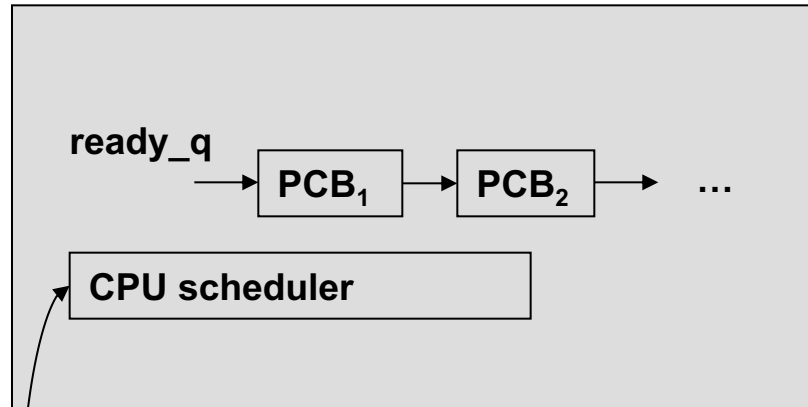 ready_q
PCB₁ PCB₂ ...
CPU scheduler